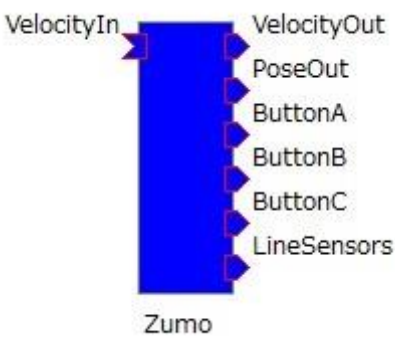 VelocityIn
VelocityOut
PoseOut
ButtonA
ButtonB
ButtonC
LineSensors
Zumo